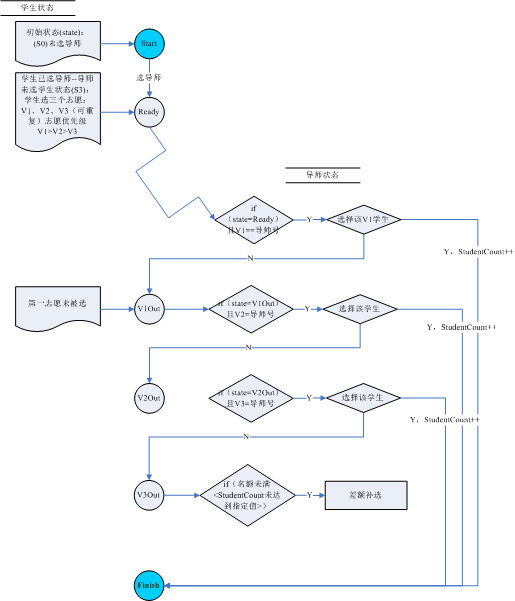 学生状态
初始状态(state)：
(S0)未选导师
Start
选导师
学生已选导师--导师
未选学生状态(S3)；
学生选三个志愿；
V1、V2、V3（可重
复）志愿优先级
V1>V2>V3
Ready
导师状态
if
（state=Ready）
且V1==导师号
Y
选择该V1学生
N
Y，StudentCount++
第一志愿未被选
V1Out
if（state=V1Out）
且V2=导师号
Y
选择该学生
Y，StudentCount++
N
V2Out
if（state=V2Out）
且V3=导师号
Y
选择该学生
Y，StudentCount++
N
V3Out
if（名额未满
<StudentCount未达
到指定值>）
Y
差额补选
Finish